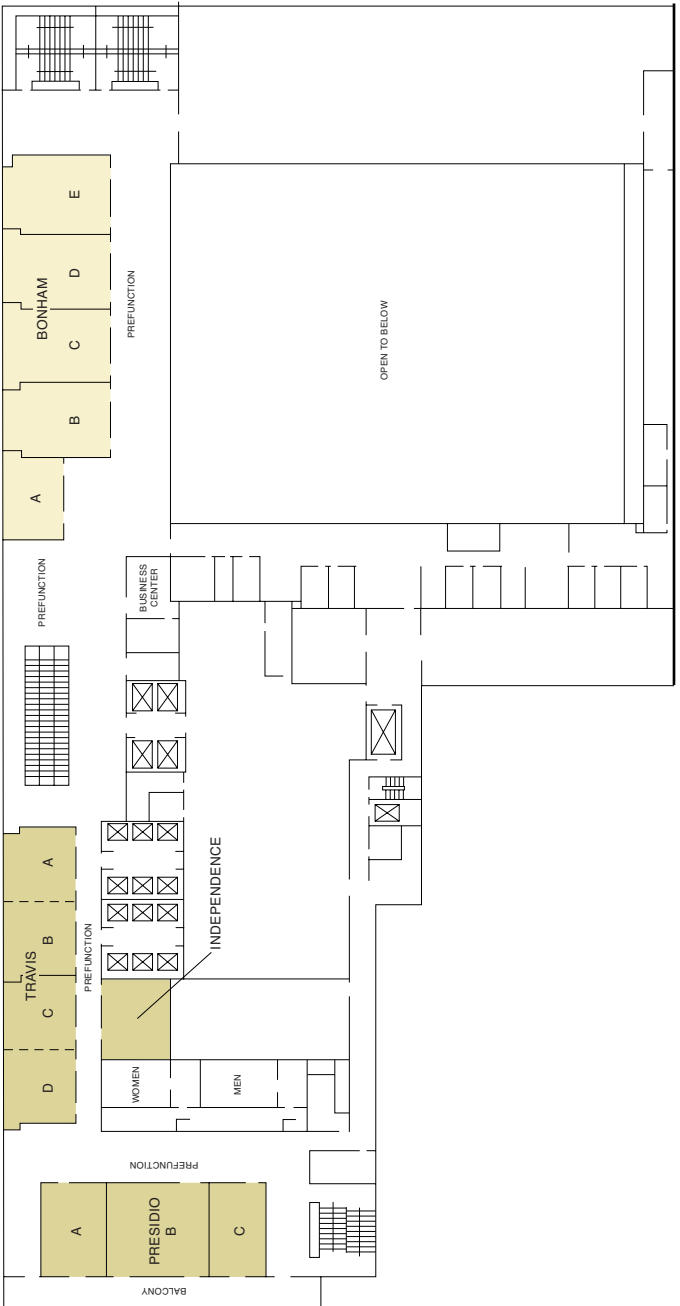 E
D
BONHAM
C
B
A
PREFUNCTION
OPEN TO BELOW
PREFUNCTION
BUSINESS
CENTER
A
B
TRAVIS
C
D
PREFUNCTION
INDEPENDENCE
WOMEN
MEN
PREFUNCTION
A
PRESIDIO
B
C
BALCONY